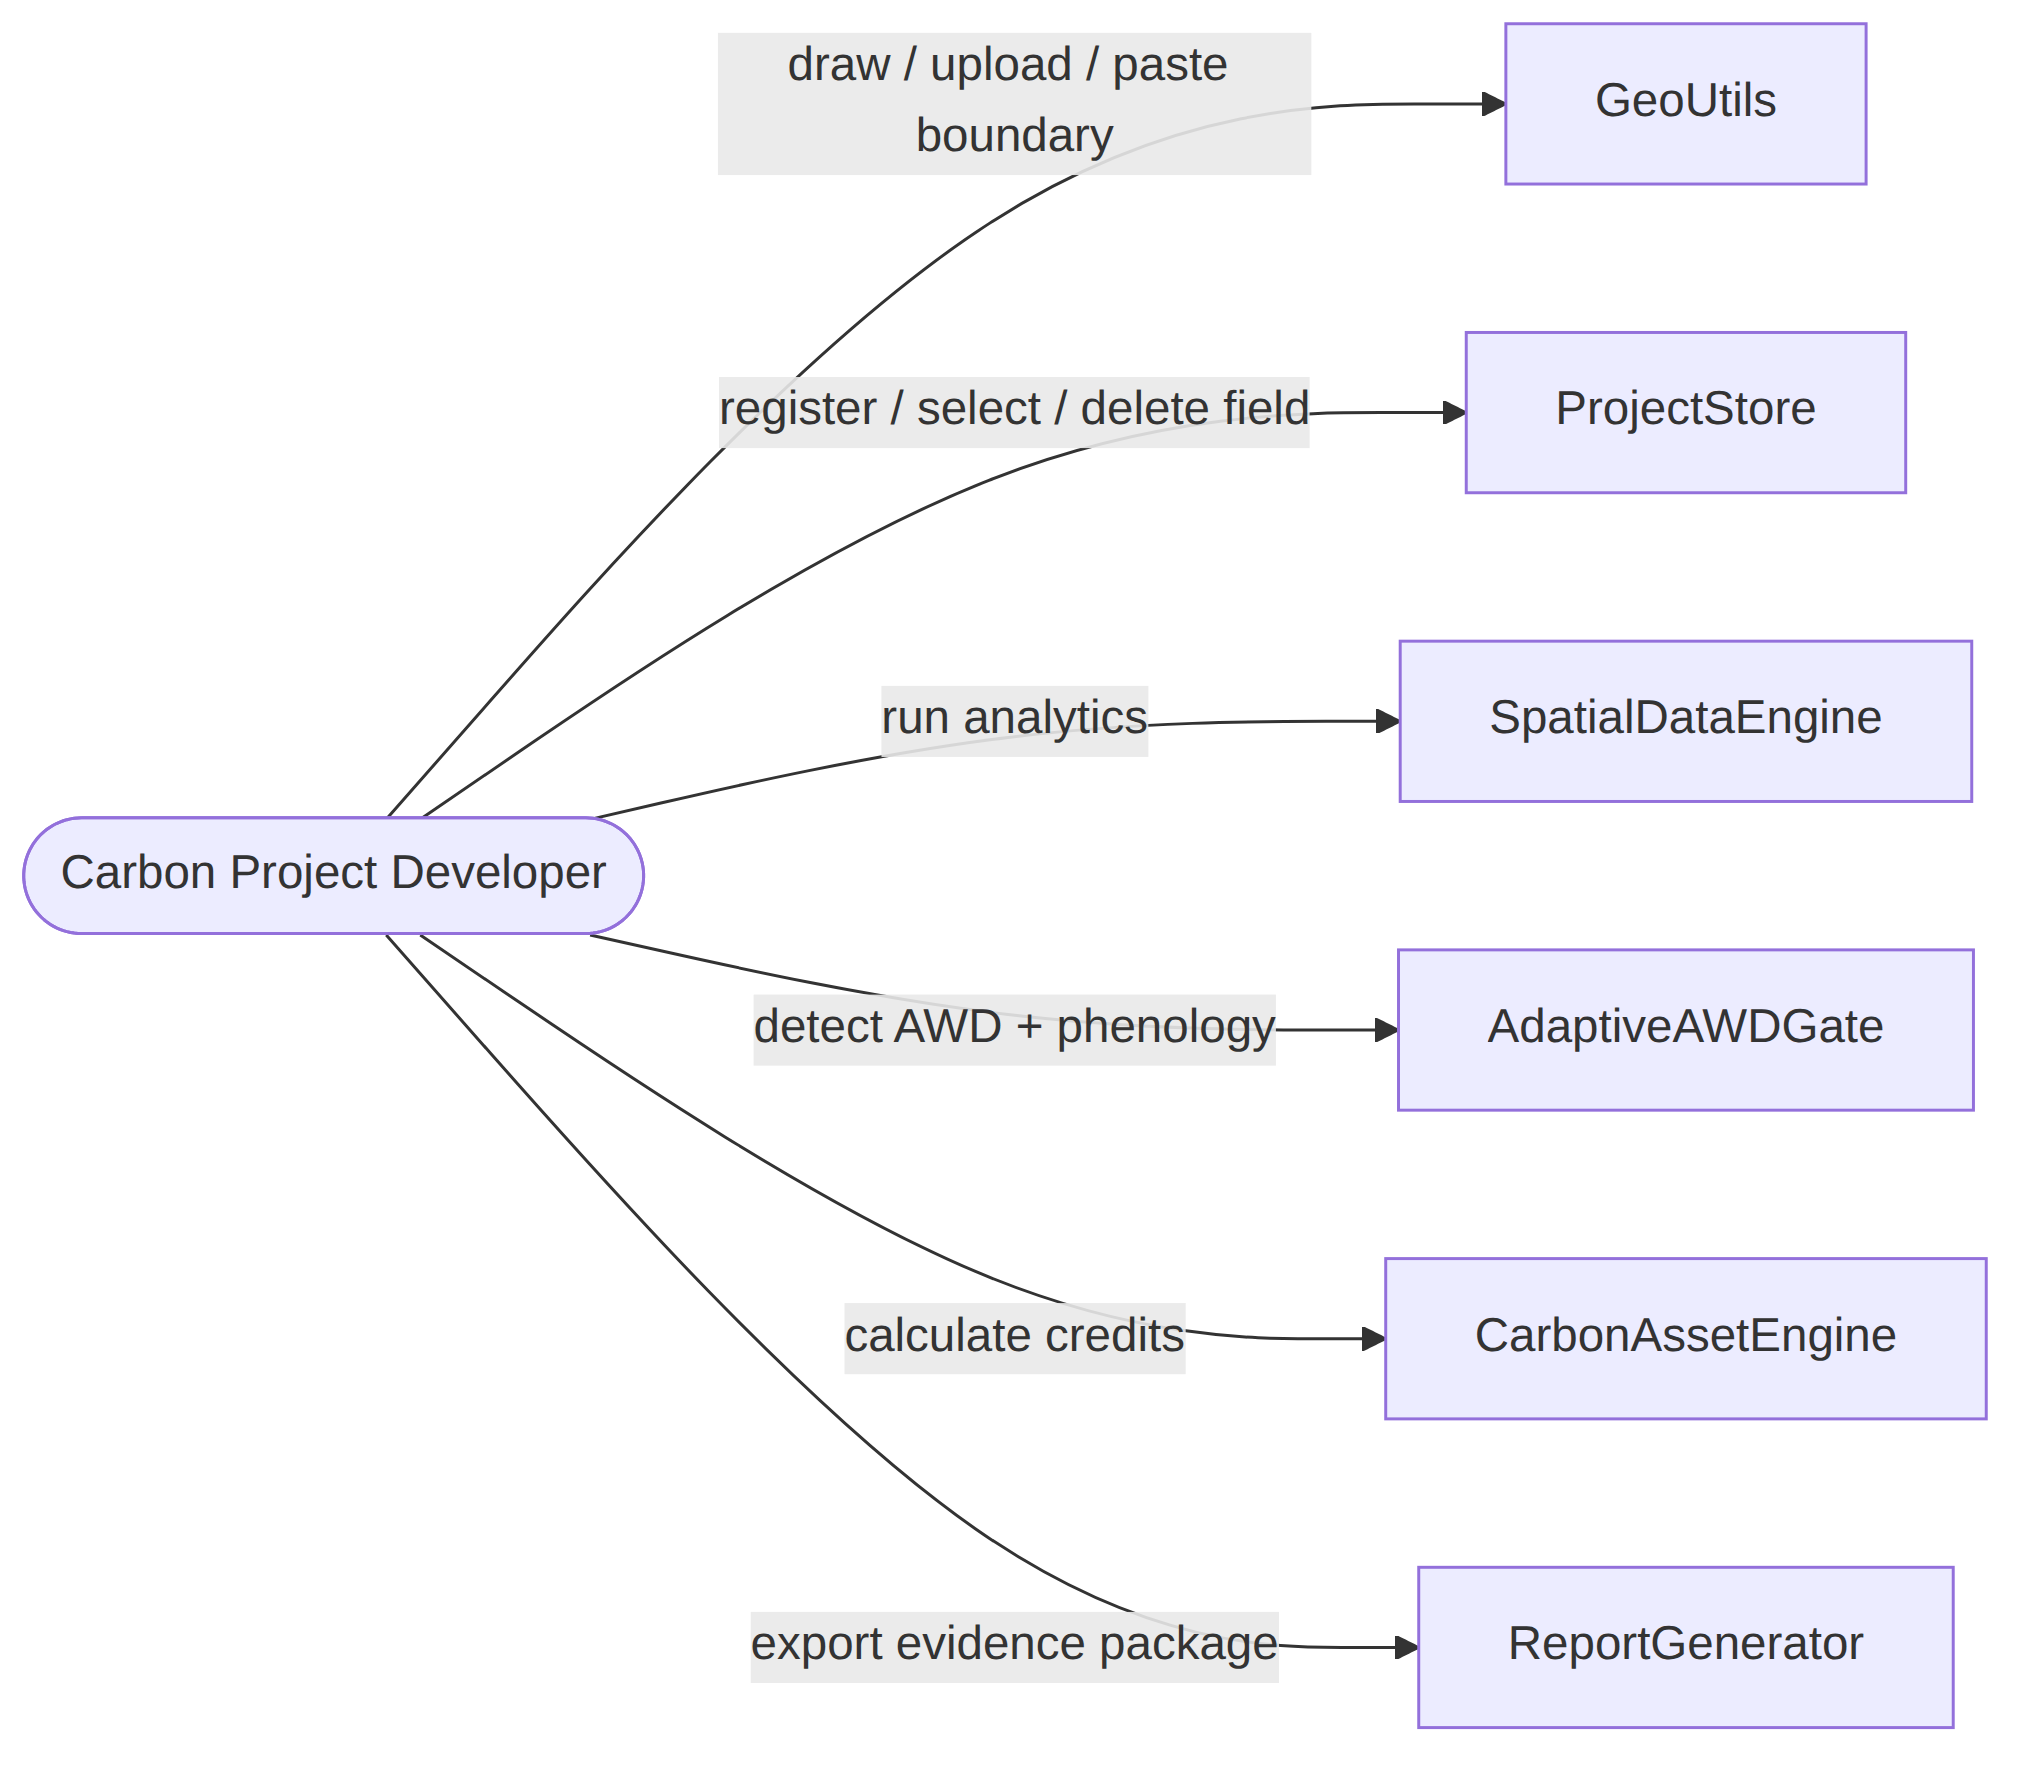 draw / upload / paste
boundary
GeoUtils
register / select / delete field
ProjectStore
run analytics
SpatialDataEngine
Carbon Project Developer
detect AWD + phenology
AdaptiveAWDGate
calculate credits
CarbonAssetEngine
export evidence package
ReportGenerator